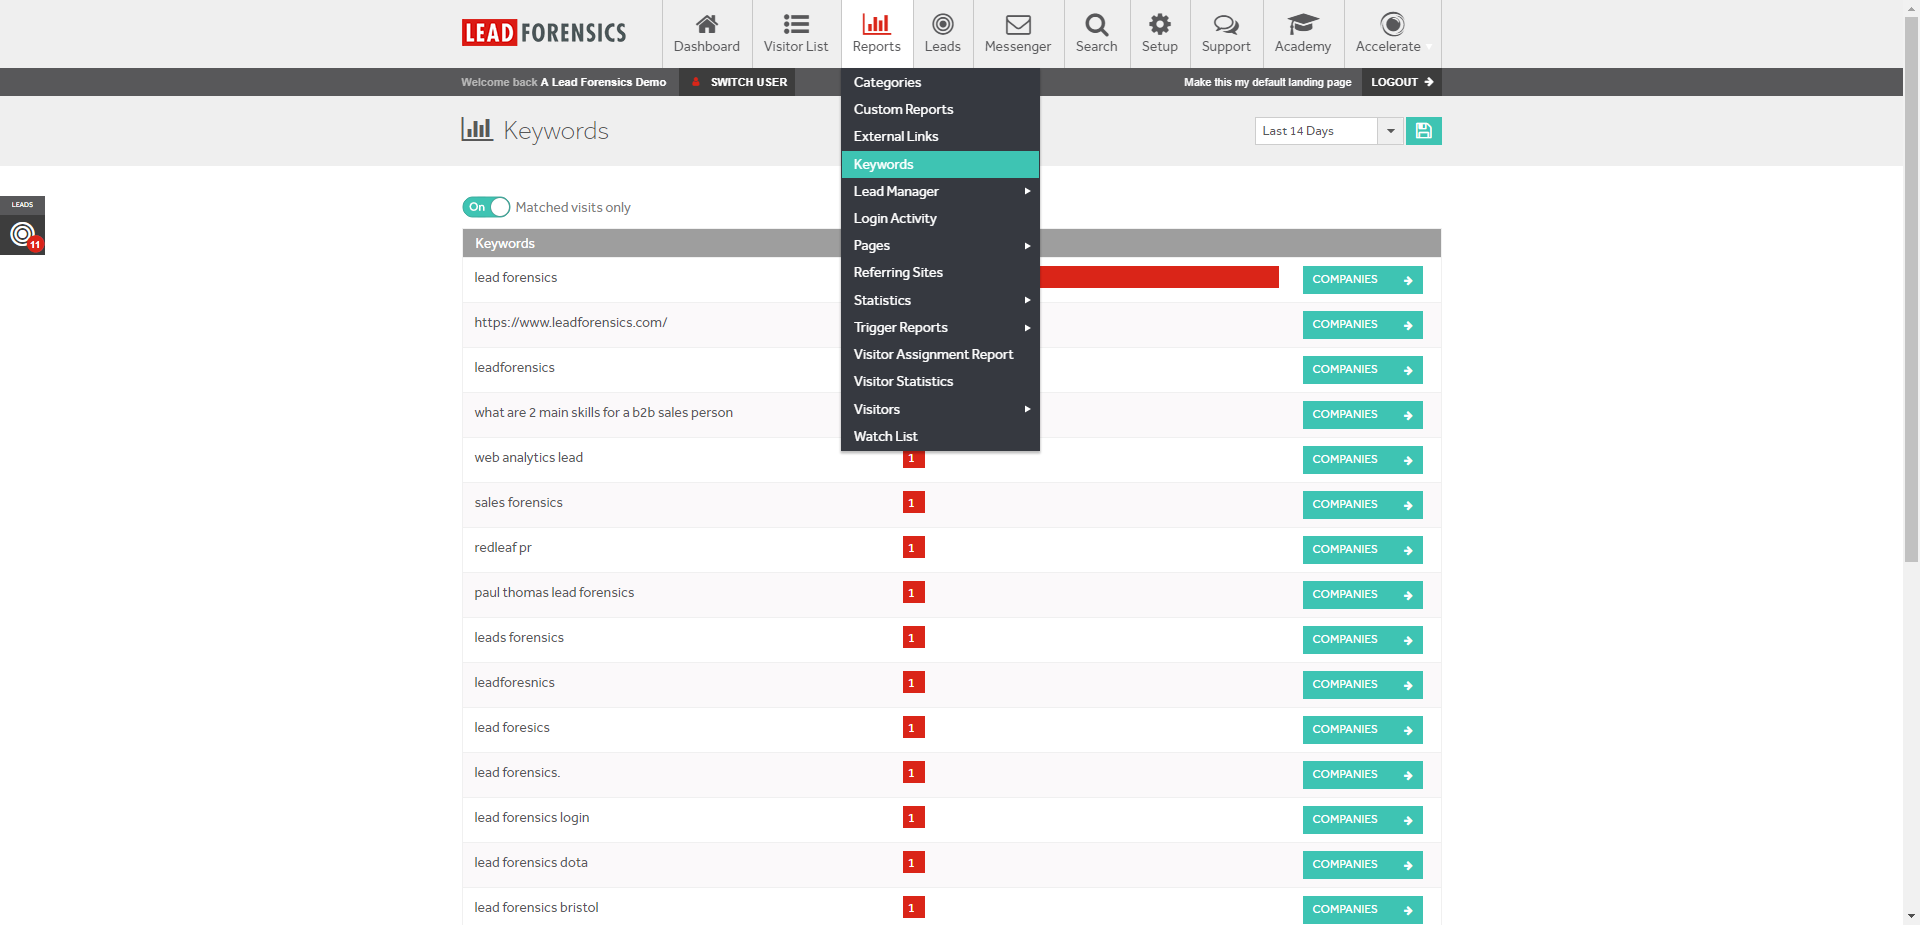 LEAD FORENSICS
Dashboard
Visitor List
Reports
Leads
Messenger
Search
Setup
Support
Academy
Accelerate
Welcome back A Lead Forensics Demo
SWITCH USER
Make this my default landing page
LOGOUT
Keywords
Last 14 Days
Categories
Custom Reports
External Links
Keywords
Lead Manager
Login Activity
Pages
Referring Sites
Statistics
Trigger Reports
Visitor Assignment Report
Visitor Statistics
Visitors
Watch List
LEADS
11
On Matched visits only
Keywords
lead forensics COMPANIES
https://www.leadforensics.com/ COMPANIES
leadforensics COMPANIES
what are 2 main skills for a b2b sales person COMPANIES
web analytics lead 1 COMPANIES
sales forensics 1 COMPANIES
redleaf pr 1 COMPANIES
paul thomas lead forensics 1 COMPANIES
leads forensics 1 COMPANIES
leadforesnics 1 COMPANIES
lead foresics 1 COMPANIES
lead forensics. 1 COMPANIES
lead forensics login 1 COMPANIES
lead forensics dota 1 COMPANIES
lead forensics bristol 1 COMPANIES